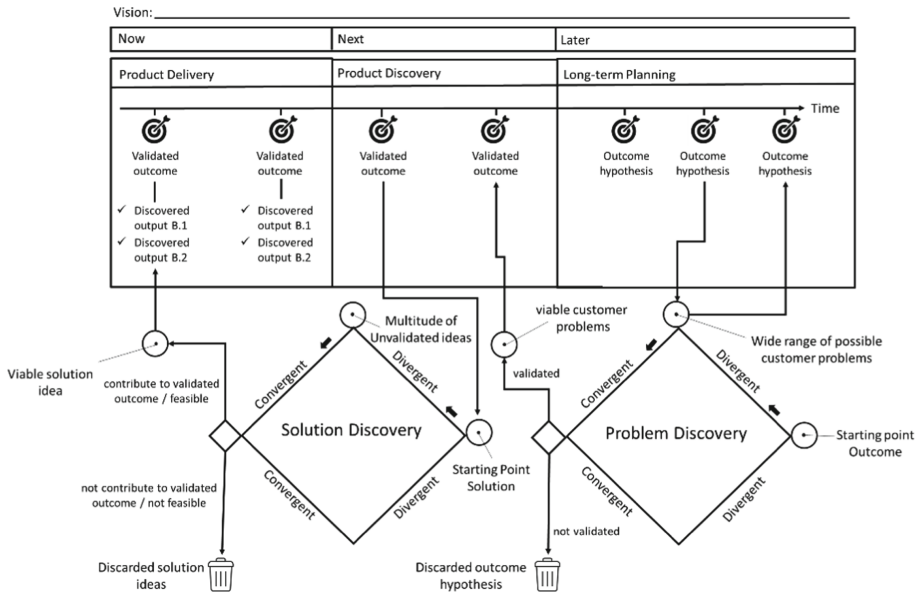 Vision:
Now
Next
Later
Product Delivery
Product Discovery
Long-term Planning
Time
Validated
outcome
Validated
outcome
Validated
outcome
Validated
outcome
Outcome
hypothesis
Outcome
hypothesis
Outcome
hypothesis
✓ Discovered
output B.1
✓ Discovered
output B.2
✓ Discovered
output B.1
✓ Discovered
output B.2
Viable solution
idea
contribute to validated
outcome / feasible
not contribute to validated
outcome / not feasible
Discarded solution
ideas
Multitude of
Unvalidated ideas
Convergent
Divergent
Solution Discovery
Convergent
Divergent
Starting Point
Solution
viable customer
problems
validated
not validated
Discarded outcome
hypothesis
Wide range of possible
customer problems
Convergent
Divergent
Problem Discovery
Convergent
Divergent
Starting point
Outcome